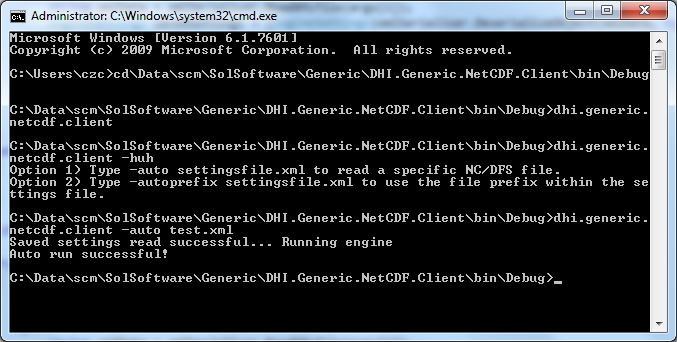 Administrator: C:\Windows\system32\cmd.exe
Microsoft Windows [Version 6.1.7601]
Copyright (c) 2009 Microsoft Corporation.  All rights reserved.
C:\Users\czc>cd\Data\scm\SolSoftware\Generic\DHI.Generic.NetCDF.Client\bin\Debug
C:\Data\scm\SolSoftware\Generic\DHI.Generic.NetCDF.Client\bin\Debug>dhi.generic.
netcdf.client
C:\Data\scm\SolSoftware\Generic\DHI.Generic.NetCDF.Client\bin\Debug>dhi.generic.
netcdf.client -huh
Option 1) Type -auto settingsfile.xml to read a specific NC/DFS file.
Option 2) Type -autoprefix settingsfile.xml to use the file prefix within the se
ttings file.
C:\Data\scm\SolSoftware\Generic\DHI.Generic.NetCDF.Client\bin\Debug>dhi.generic.
netcdf.client -auto test.xml
Saved settings read successful... Running engine
Auto run successful!
C:\Data\scm\SolSoftware\Generic\DHI.Generic.NetCDF.Client\bin\Debug>_